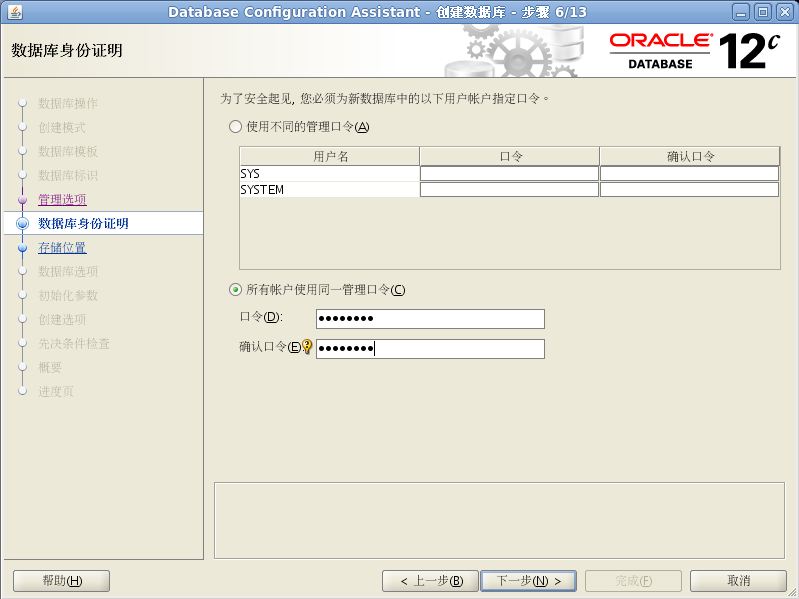 Database Configuration Assistant - 创建数据库 - 步骤 6/13
数据库身份证明
ORACLE®
DATABASE 12c
数据库操作
创建模式
数据库模板
数据库标识
管理选项
数据库身份证明
存储位置
数据库选项
初始化参数
创建选项
先决条件检查
概要
进度页
为了安全起见, 您必须为新数据库中的以下用户帐户指定口令。
使用不同的管理口令(A)
用户名 口令 确认口令
SYS
SYSTEM
所有帐户使用同一管理口令(C)
口令(D):
确认口令(E)
帮助(H) < 上一步(B) 下一步(N) > 完成(F) 取消